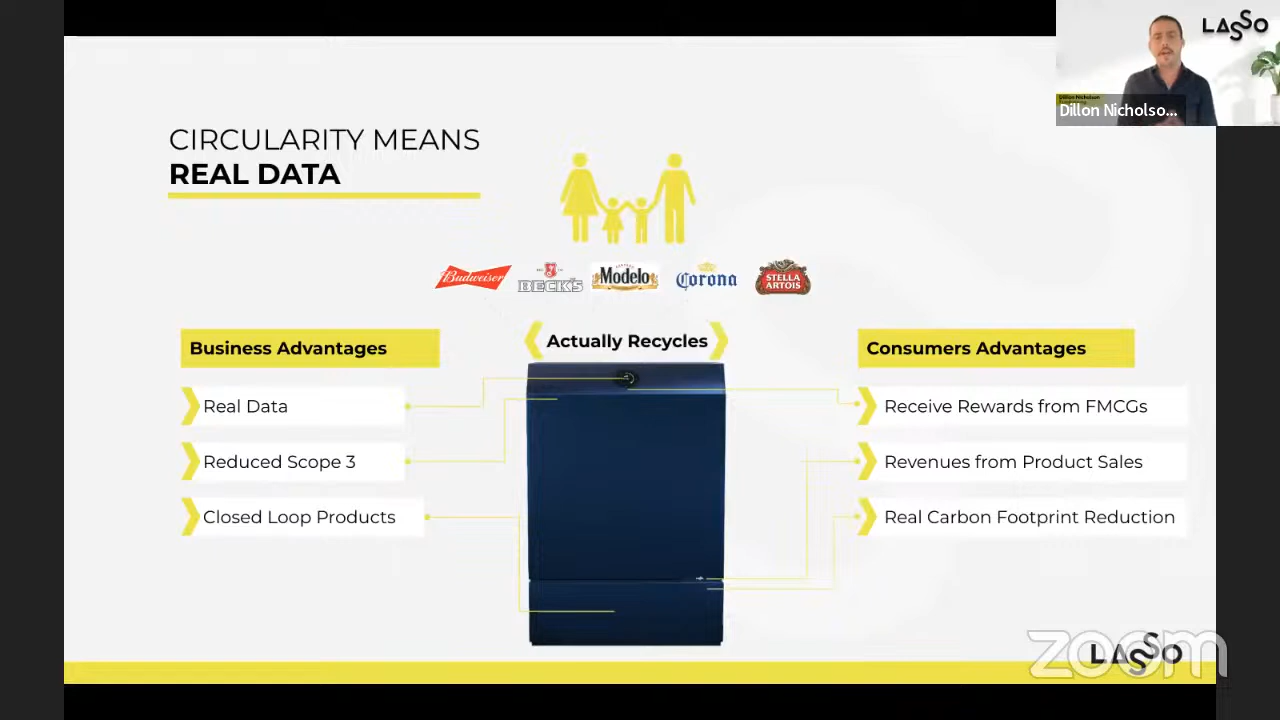 LASSO
Dillon Nicholson
Dillon Nicholso...
CIRCULARITY MEANS
REAL DATA
Budweiser
BECK'S
Modelo
Corona
STELLA
ARTOIS
Business Advantages
Actually Recycles
Consumers Advantages
Real Data
Receive Rewards from FMCGs
Reduced Scope 3
Revenues from Product Sales
Closed Loop Products
Real Carbon Footprint Reduction
zoom
LASSO